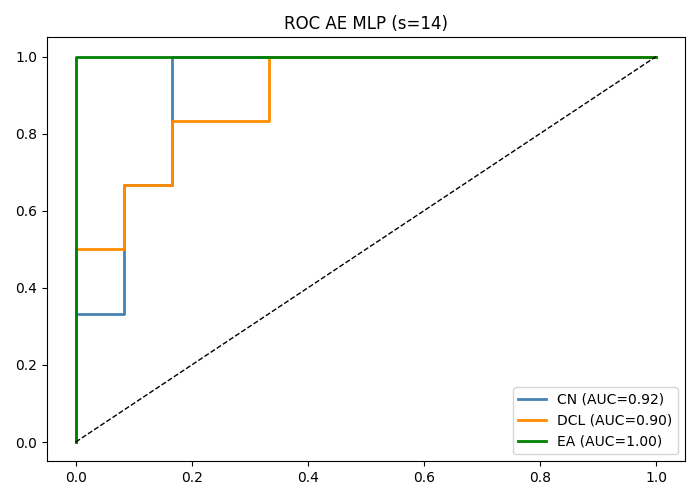 ROC AE MLP (s=14)
1.0
0.8
0.6
0.4
0.2
0.0
0.0 0.2 0.4 0.6 0.8 1.0
CN (AUC=0.92)
DCL (AUC=0.90)
EA (AUC=1.00)